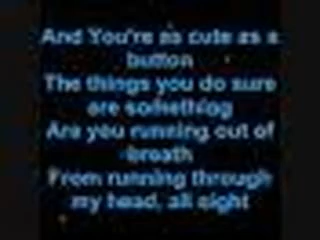 And You're as cute as a
button
The things you do sure
are something
Are you running out of
breath
From running through
my head, all night